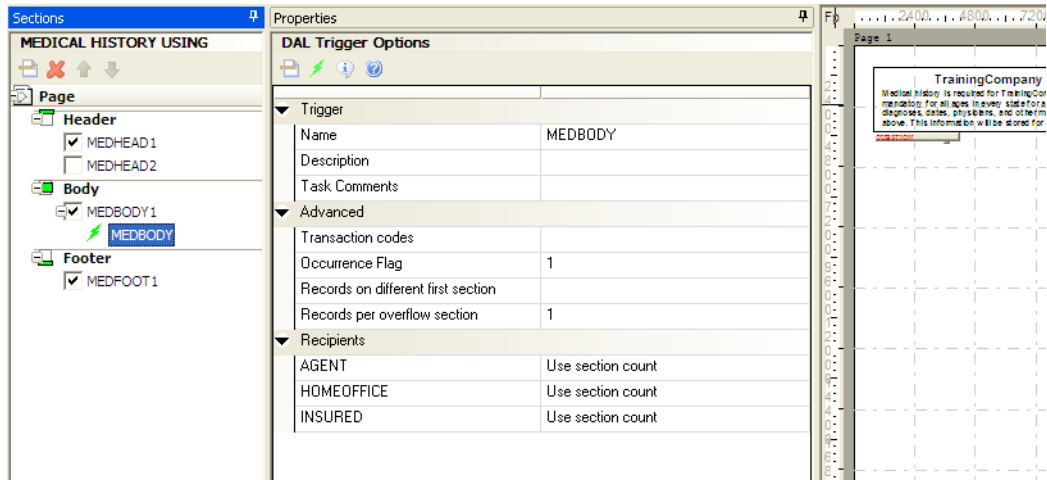 Sections
MEDICAL HISTORY USING
Page
Header
MEDHEAD1
MEDHEAD2
Body
MEDBODY1
MEDBODY
Footer
MEDFOOT1
Properties
DAL Trigger Options
Trigger
Name MEDBODY
Description
Task Comments
Advanced
Transaction codes
Occurrence Flag 1
Records on different first section
Records per overflow section 1
Recipients
AGENT Use section count
HOMEOFFICE Use section count
INSURED Use section count
2400 4800 720
Page 1
TrainingCompany
Medical history is required for TrainingCom
mandatory for all ages in every state for a
diagnoses, dates, physicians, and other m
above. This information will be stored for